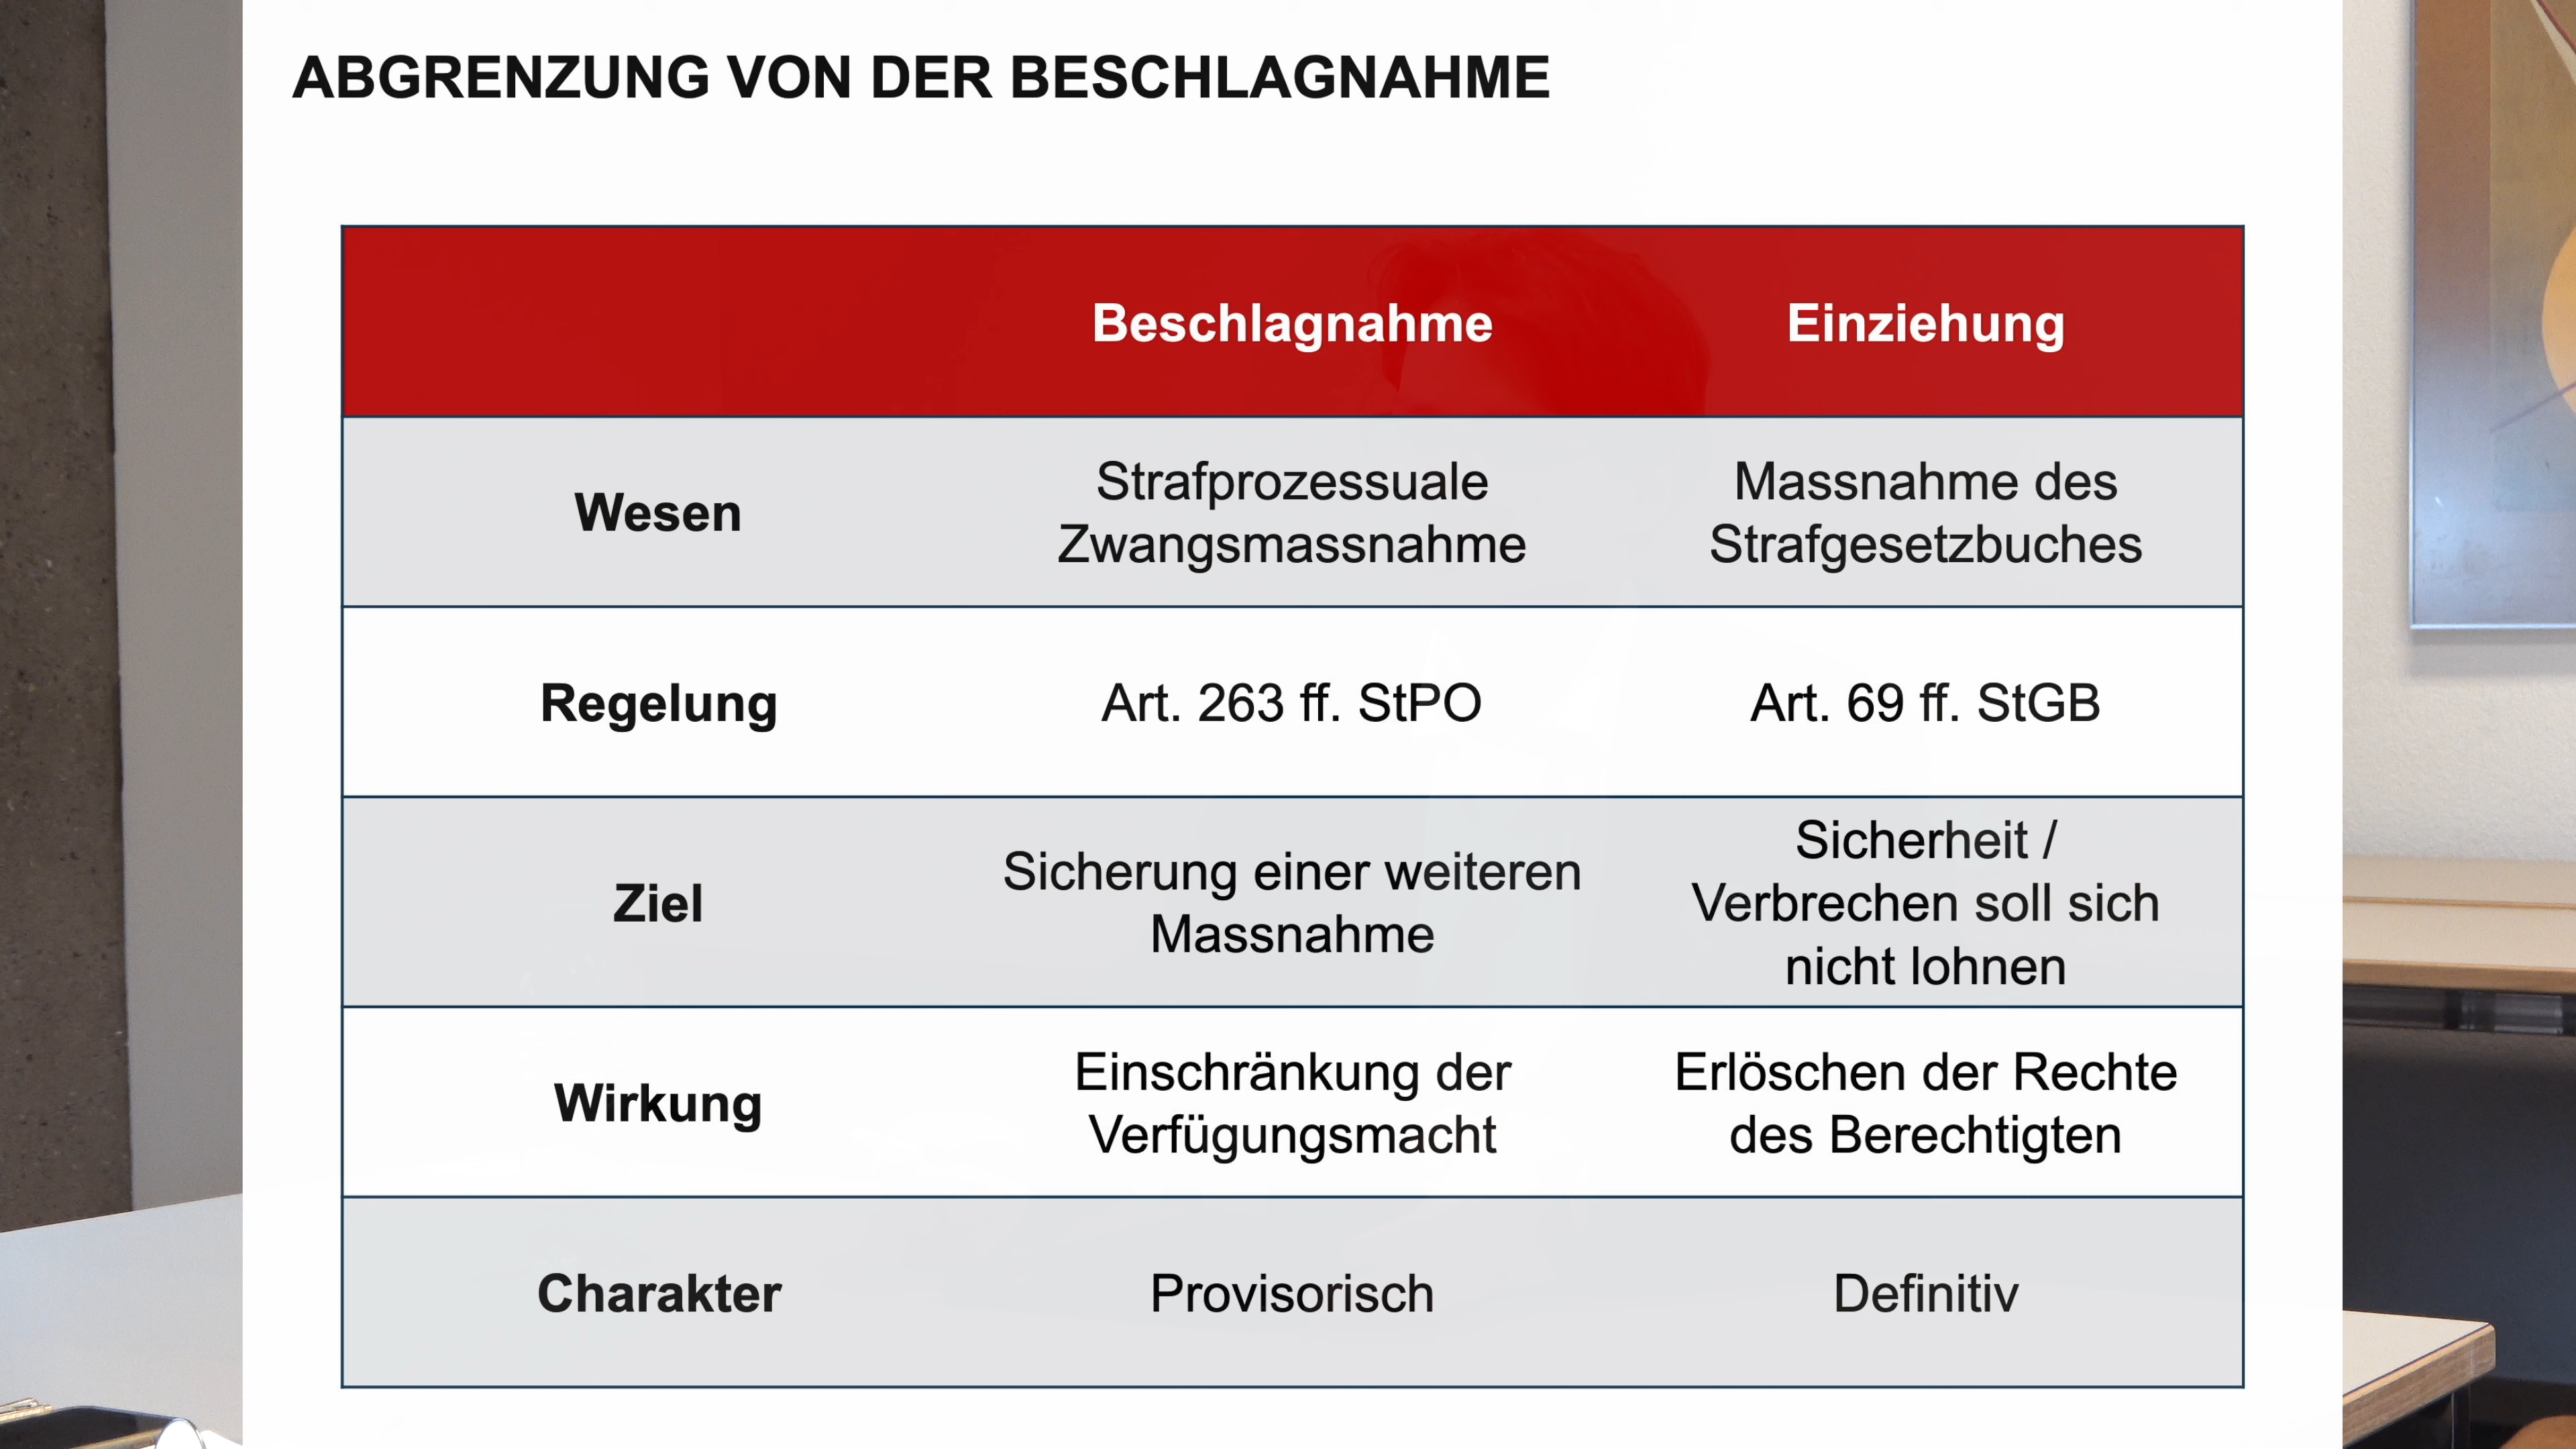 ABGRENZUNG VON DER BESCHLAGNAHME
Beschlagnahme
Einziehung
Wesen
Strafprozessuale
Zwangsmassnahme
Massnahme des
Strafgesetzbuches
Regelung
Art. 263 ff. StPO
Art. 69 ff. StGB
Ziel
Sicherung einer weiteren
Massnahme
Sicherheit /
Verbrechen soll sich
nicht lohnen
Wirkung
Einschränkung der
Verfügungsmacht
Erlöschen der Rechte
des Berechtigten
Charakter
Provisorisch
Definitiv